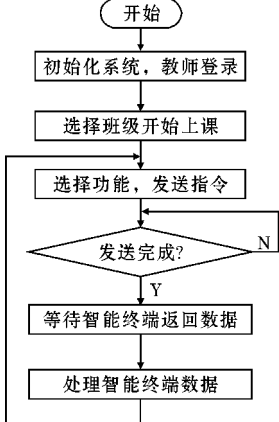 开始
初始化系统，教师登录
选择班级开始上课
选择功能，发送指令
发送完成?
N
Y
等待智能终端返回数据
处理智能终端数据